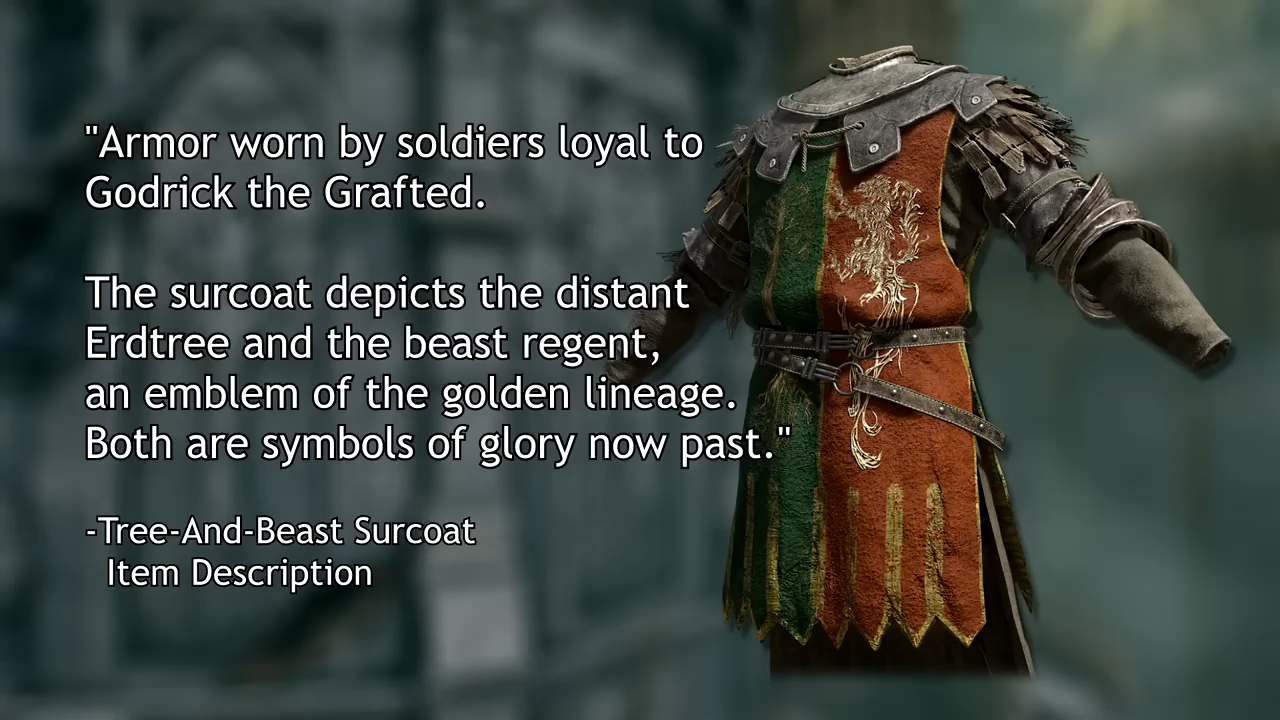 "Armor worn by soldiers loyal to
Godrick the Grafted.
The surcoat depicts the distant
Erdtree and the beast regent,
an emblem of the golden lineage.
Both are symbols of glory now past."
-Tree-And-Beast Surcoat
Item Description